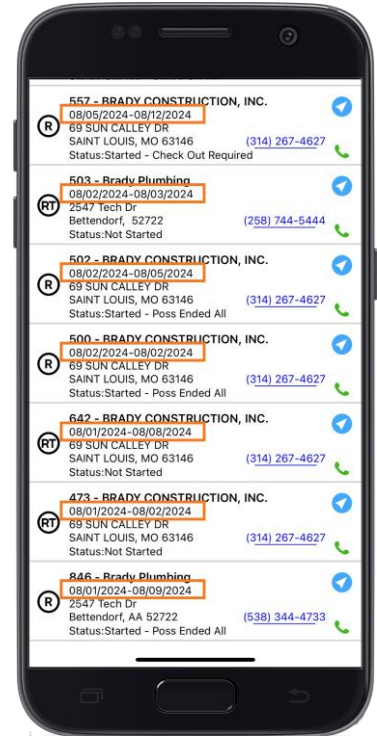 557 - BRADY CONSTRUCTION, INC.
08/05/2024-08/12/2024
R
69 SUN CALLEY DR
SAINT LOUIS, MO 63146 (314) 267-4627
Status:Started - Check Out Required
503 - Brady Plumbing
08/02/2024-08/03/2024
RT
2547 Tech Dr
Bettendorf, 52722 (258) 744-5444
Status:Not Started
502 - BRADY CONSTRUCTION, INC.
08/02/2024-08/05/2024
R
69 SUN CALLEY DR
SAINT LOUIS, MO 63146 (314) 267-4627
Status:Started - Poss Ended All
500 - BRADY CONSTRUCTION, INC.
08/02/2024-08/02/2024
R
69 SUN CALLEY DR
SAINT LOUIS, MO 63146 (314) 267-4627
Status:Started - Poss Ended All
642 - BRADY CONSTRUCTION, INC.
08/01/2024-08/08/2024
RT
69 SUN CALLEY DR
SAINT LOUIS, MO 63146 (314) 267-4627
Status:Not Started
473 - BRADY CONSTRUCTION, INC.
08/01/2024-08/02/2024
RT
69 SUN CALLEY DR
SAINT LOUIS, MO 63146 (314) 267-4627
Status:Not Started
846 - Brady Plumbing
08/01/2024-08/09/2024
R
2547 Tech Dr
Bettendorf, AA 52722 (538) 344-4733
Status:Started - Poss Ended All